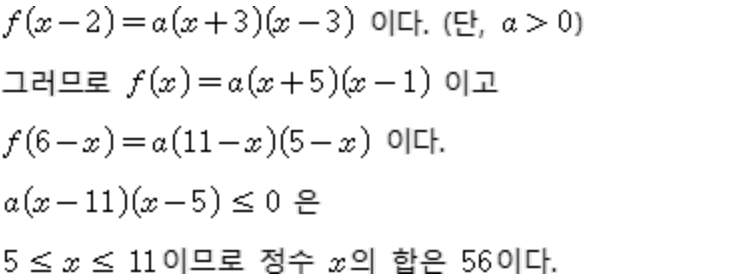 f(x-2)=a(x+3)(x-3) 이다. (단, a>0)
그러므로 f(x)=a(x+5)(x-1) 이고
f(6-x)=a(11-x)(5-x) 이다.
a(x-11)(x-5)≤0 은
5≤x≤11이므로 정수 x의 합은 56이다.